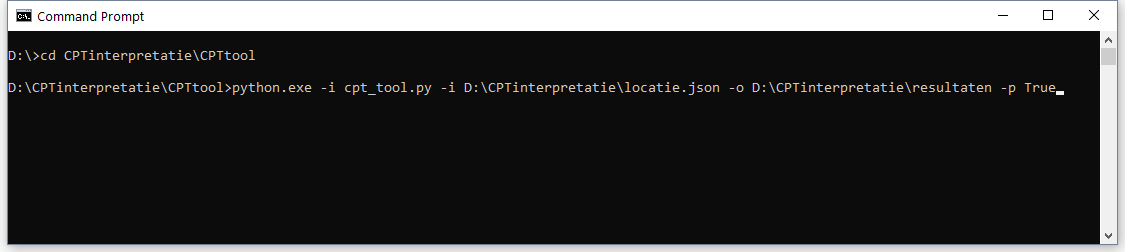 Command Prompt
D:\>cd CPTinterpretatie\CPTtool
D:\CPTinterpretatie\CPTtool>python.exe -i cpt_tool.py -i D:\CPTinterpretatie\locatie.json -o D:\CPTinterpretatie\resultaten -p True